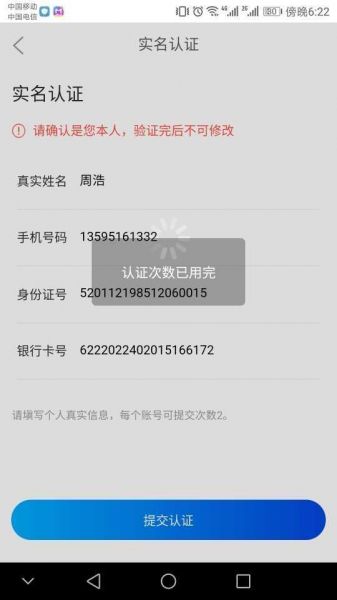 中国移动
中国电信
4G
2G
50
傍晚6:22
实名认证
实名认证
请确认是您本人，验证完后不可修改
真实姓名 周浩
手机号码 13595161332
认证次数已用完
身份证号 520112198512060015
银行卡号 6222022402015166172
请填写个人真实信息，每个账号可提交次数2。
提交认证